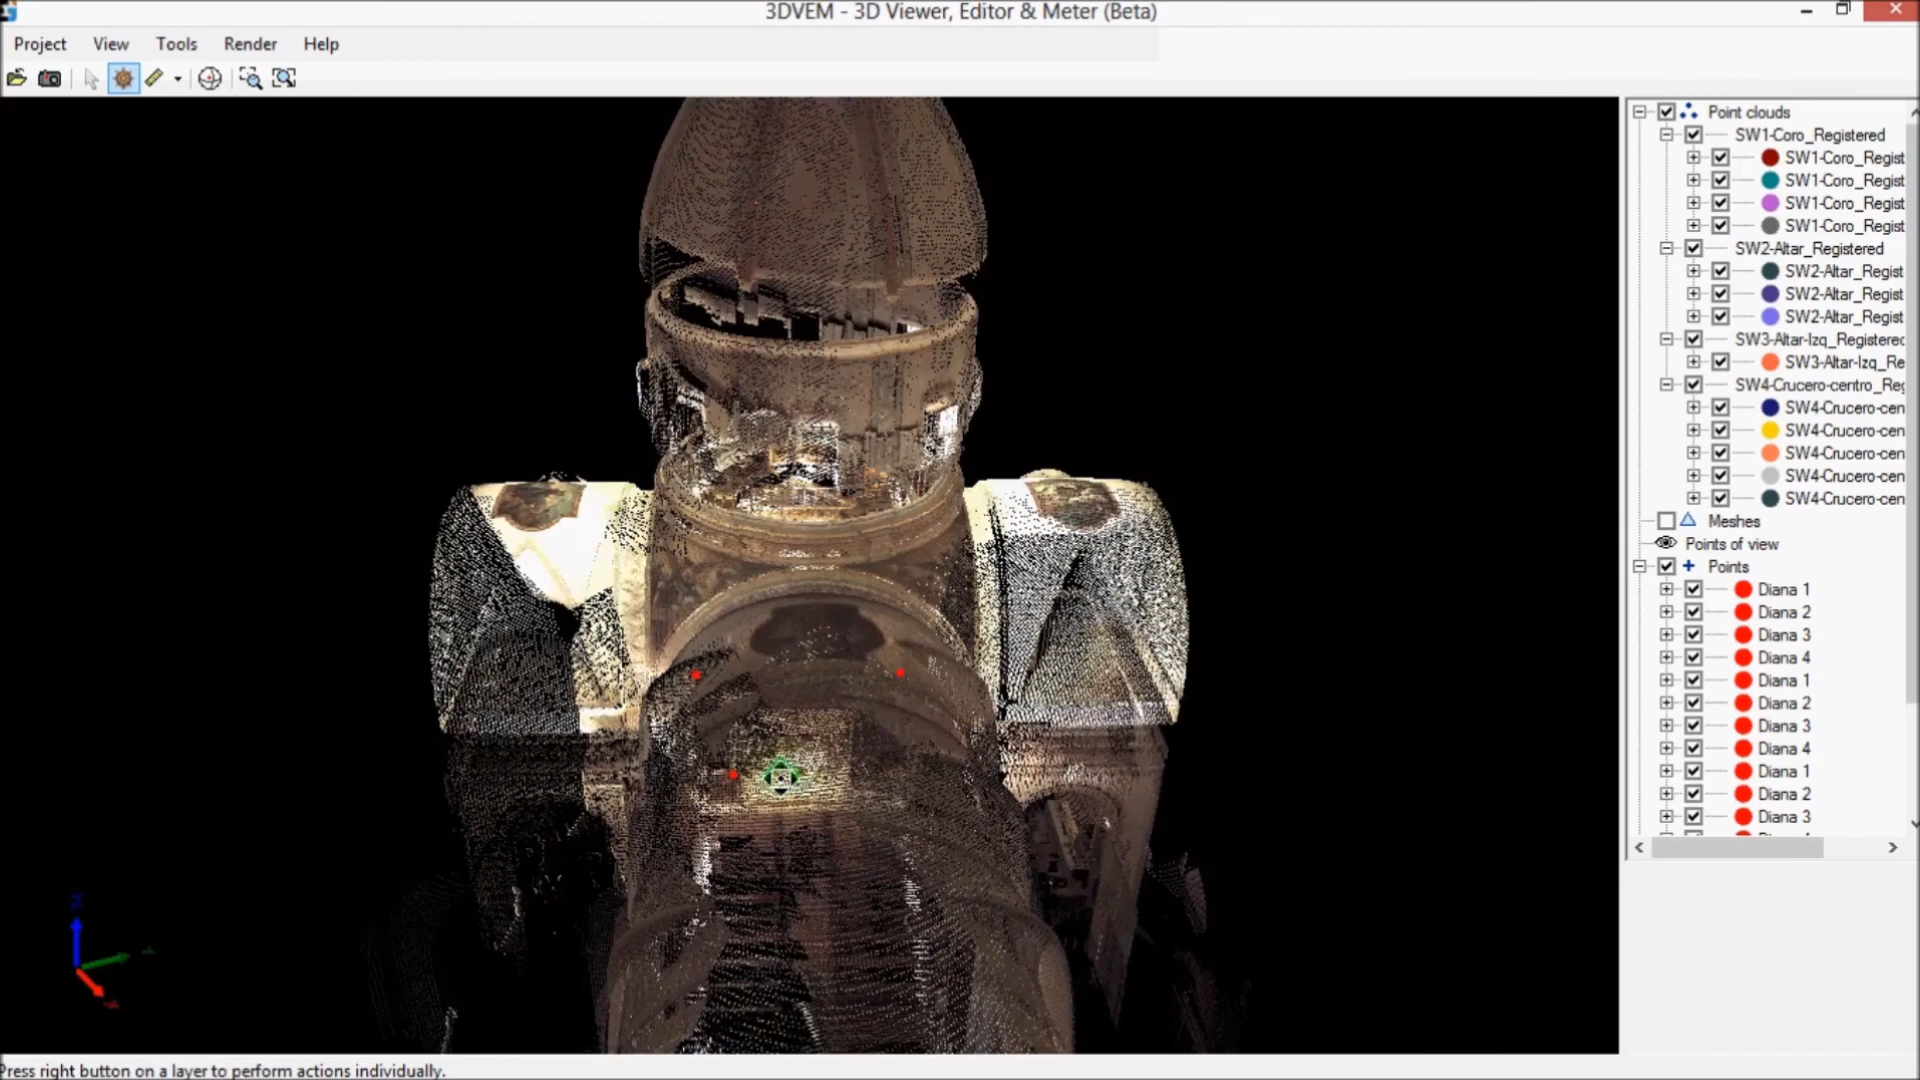 3DVEM - 3D Viewer, Editor & Meter (Beta)
Project View Tools Render Help
Point clouds
SW1-Coro_Registered
SW1-Coro_Regist
SW1-Coro_Regist
SW1-Coro_Regist
SW1-Coro_Regist
SW2-Altar_Registered
SW2-Altar_Regist
SW2-Altar_Regist
SW2-Altar_Regist
SW3-Altar-Izq_Registered
SW3-Altar-Izq_Re
SW4-Crucero-centro_Reg
SW4-Crucero-cen
SW4-Crucero-cen
SW4-Crucero-cen
SW4-Crucero-cen
SW4-Crucero-cen
Meshes
Points of view
Points
Diana 1
Diana 2
Diana 3
Diana 4
Diana 1
Diana 2
Diana 3
Diana 4
Diana 1
Diana 2
Diana 3
Z
Press right button on a layer to perform actions individually.